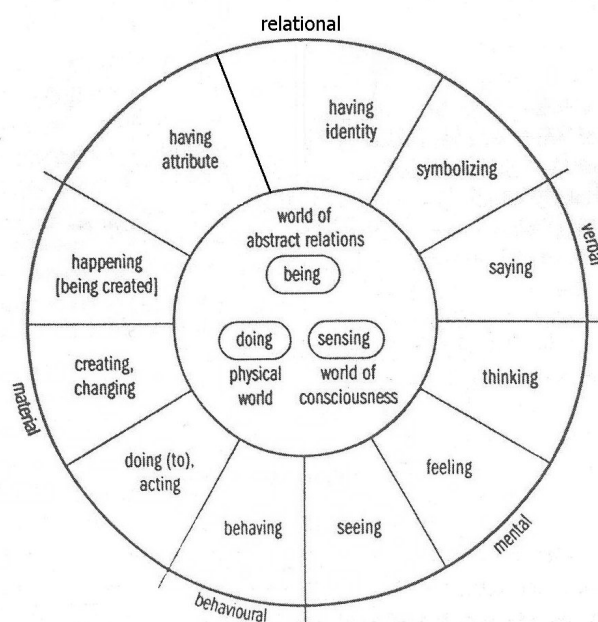 relational
having
identity
having
attribute
symbolizing
world of
abstract relations
being
verbal
happening
[being created]
saying
doing
sensing
physical
world
world of
consciousness
creating,
changing
thinking
material
doing (to),
acting
feeling
behaving
seeing
mental
behavioural